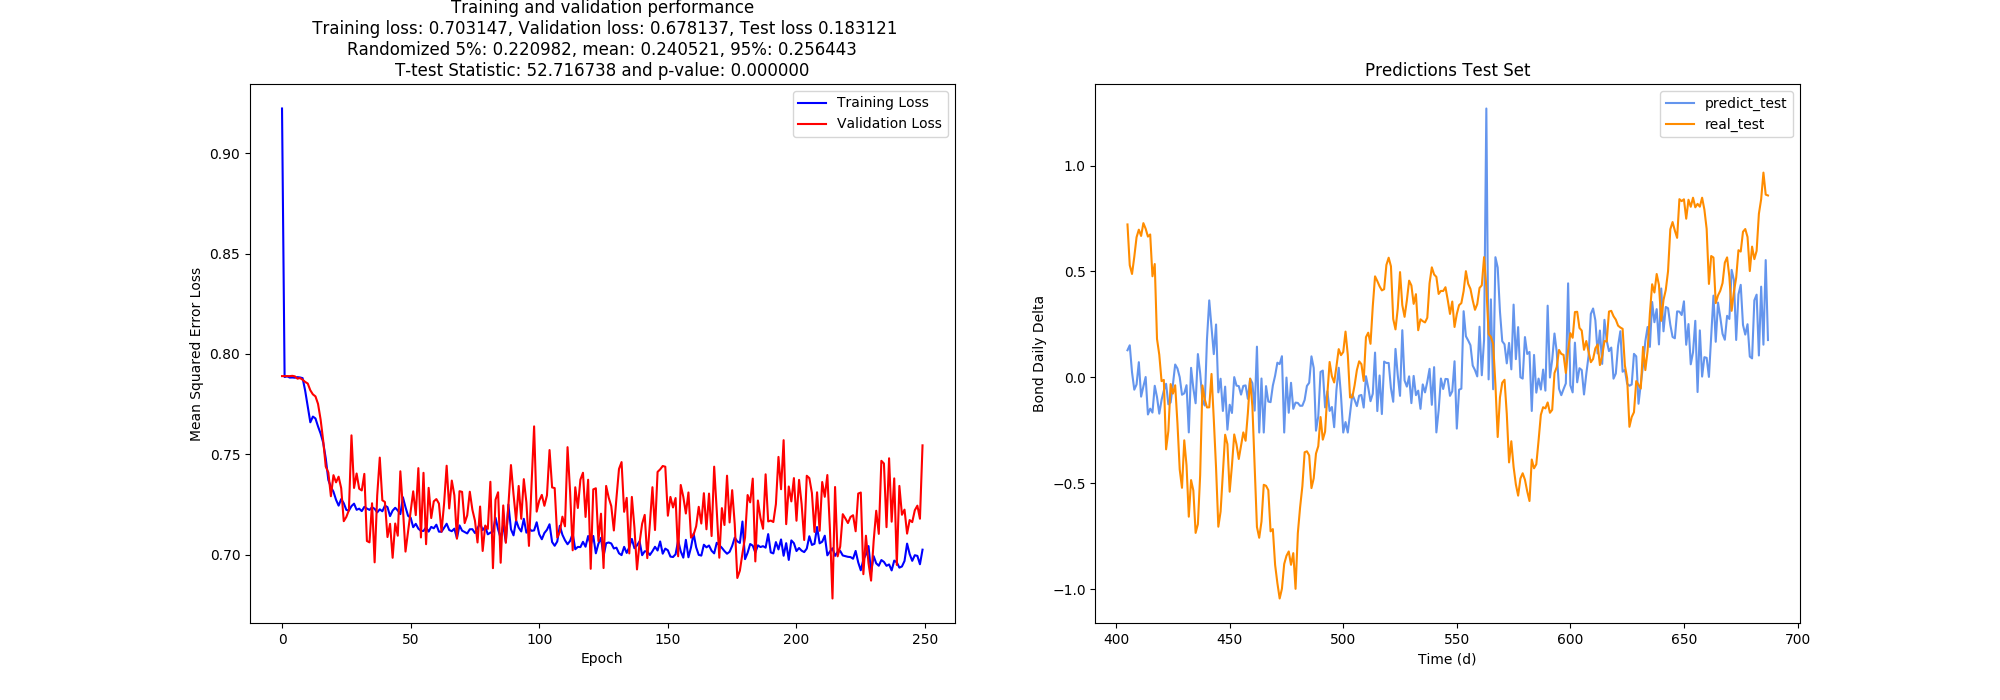 Training and validation performance
Training loss: 0.703147, Validation loss: 0.678137, Test loss 0.183121
Randomized 5%: 0.220982, mean: 0.240521, 95%: 0.256443
T-test Statistic: 52.716738 and p-value: 0.000000
Training Loss
Validation Loss
0.90
0.85
0.80
0.75
0.70
Mean Squared Error Loss
0
50
100
150
200
250
Epoch
Predictions Test Set
predict_test
real_test
1.0
0.5
0.0
−0.5
−1.0
Bond Daily Delta
400
450
500
550
600
650
700
Time (d)